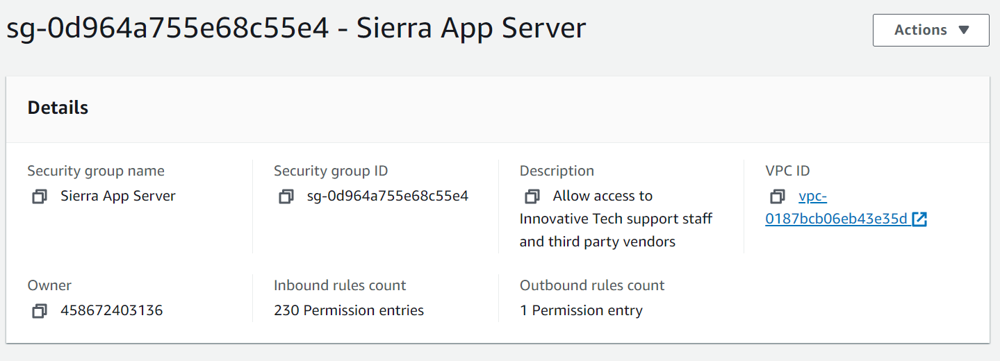 sg-0d964a755e68c55e4 - Sierra App Server
Actions
Details
Security group name
Sierra App Server
Security group ID
sg-0d964a755e68c55e4
Description
Allow access to
Innovative Tech support staff
and third party vendors
VPC ID
vpc-
0187bcb06eb43e35d
Owner
458672403136
Inbound rules count
230 Permission entries
Outbound rules count
1 Permission entry